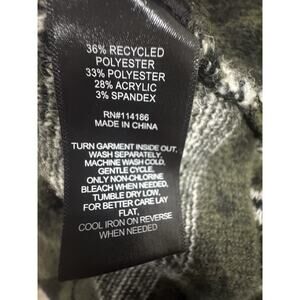 36% RECYCLED
POLYESTER
33% POLYESTER
28% ACRYLIC
3% SPANDEX
RN#114186
MADE IN CHINA
TURN GARMENT INSIDE OUT,
WASH SEPARATELY,
MACHINE WASH COLD,
GENTLE CYCLE,
ONLY NON-CHLORINE
BLEACH WHEN NEEDED,
TUMBLE DRY LOW,
FOR BETTER CARE LAY
FLAT,
COOL IRON ON REVERSE
WHEN NEEDED